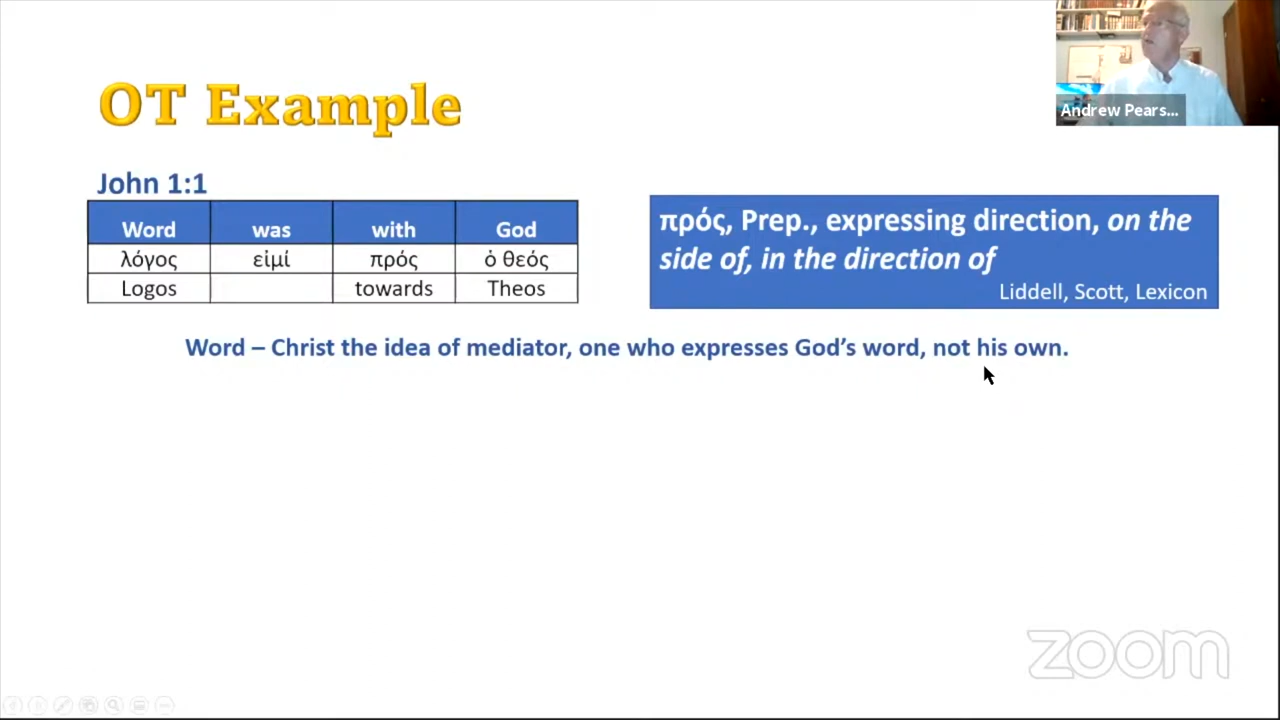 OT Example
Andrew Pears...
John 1:1
Word was with God
λόγος εἰμί πρός ὁ θεός
Logos towards Theos
πρός, Prep., expressing direction, on the
side of, in the direction of
Liddell, Scott, Lexicon
Word – Christ the idea of mediator, one who expresses God’s word, not his own.
zoom